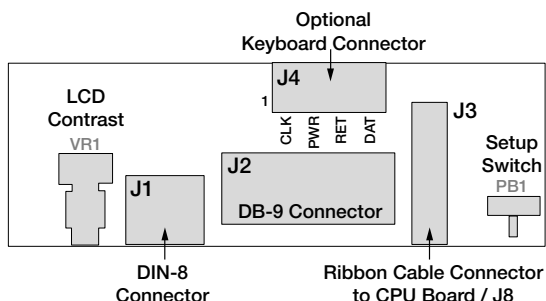 Optional
Keyboard Connector
J4
1
CLK
PWR
RET
DAT
J3
LCD
Contrast
VR1
J1
J2
DB-9 Connector
Setup
Switch
PB1
DIN-8
Connector
Ribbon Cable Connector
to CPU Board / J8